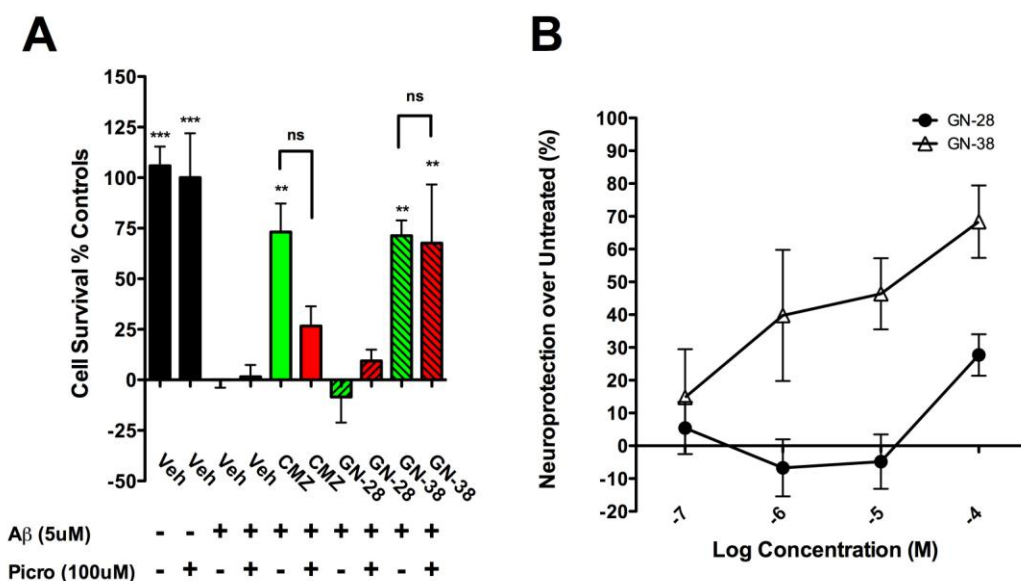 A
Cell Survival % Controls
150
125
100
75
50
25
0
-25
-50
*** *** ** ** **
ns ns
Veh Veh Veh Veh CMZ CMZ GN-28 GN-28 GN-38 GN-38
Aβ (5uM) - - + + + + + + + +
Picro (100uM) - + - + - + - + - +
B
Neuroprotection over Untreated (%)
100
90
80
70
60
50
40
30
20
10
0
-10
-20
GN-28
GN-38
-7 -6 -5 -4
Log Concentration (M)